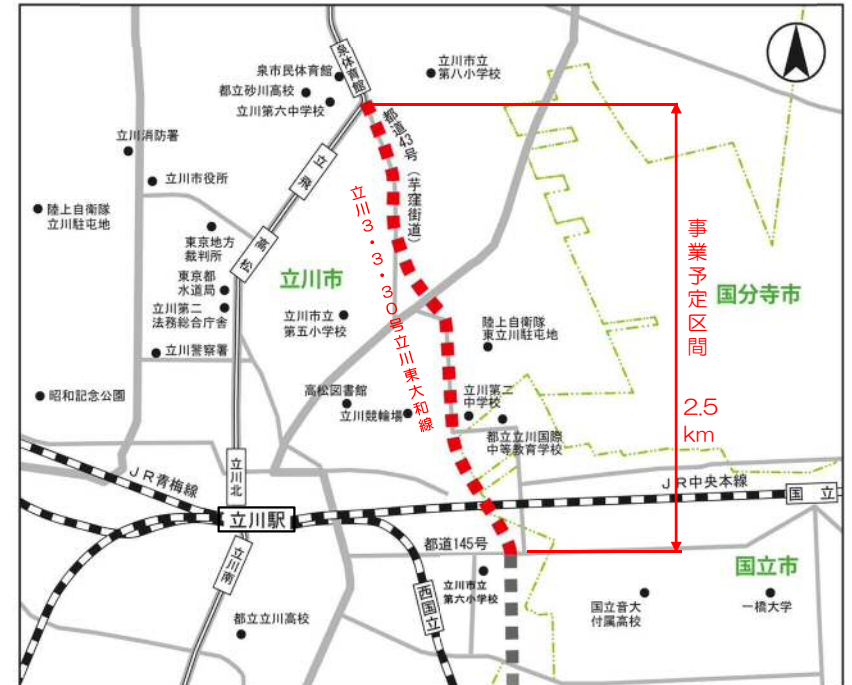 泉体育館
泉市民体育館
都立砂川高校
立川第六中学校
立川市立
第八小学校
都道43号(芋窪街道)
立川消防署
立川市役所
立飛
陸上自衛隊
立川駐屯地
東京地方
裁判所
高松
東京都
水道局
立川第二
法務総合庁舎
立川市
立川市立
第五小学校
立川3・3・30号立川東大和線
事業予定区間
2.5
km
国分寺市
陸上自衛隊
東立川駐屯地
立川警察署
昭和記念公園
高松図書館
立川競輪場
立川第二
中学校
都立立川国際
中等教育学校
立川北
JR青梅線
JR中央本線
国立
立川駅
都道145号
立川南
西国立
立川市立
第六小学校
国立市
国立音大
付属高校
一橋大学
都立立川高校